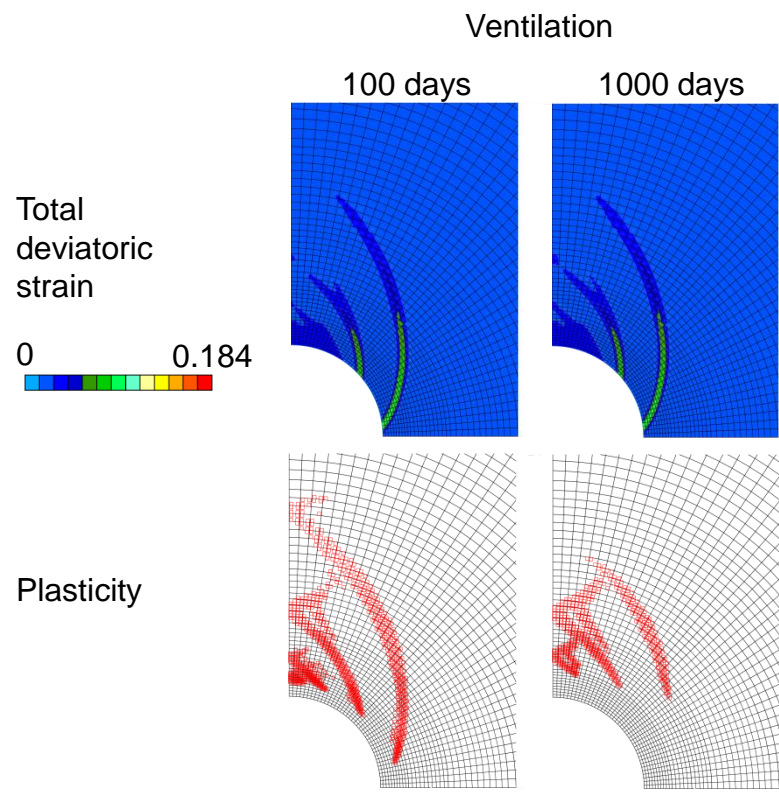 Ventilation
100 days
1000 days
Total
deviatoric
strain
0
0.184
Plasticity